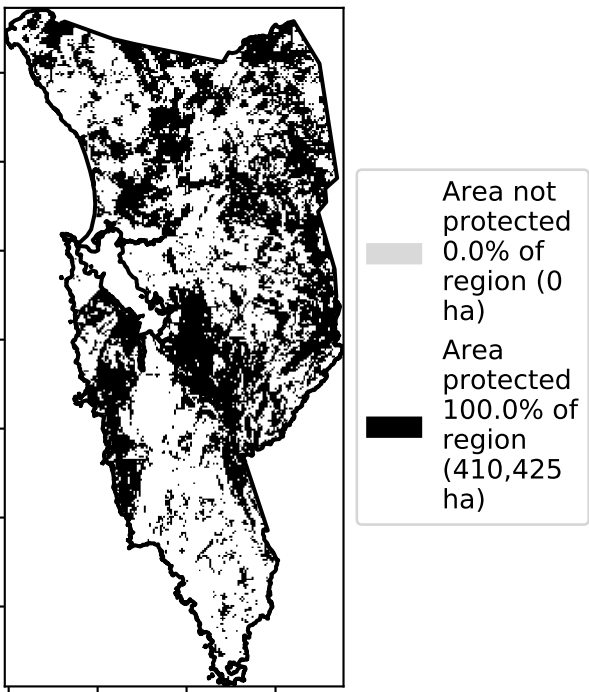 Area not
protected
0.0% of
region (0
ha)
Area
protected
100.0% of
region
(410,425
ha)